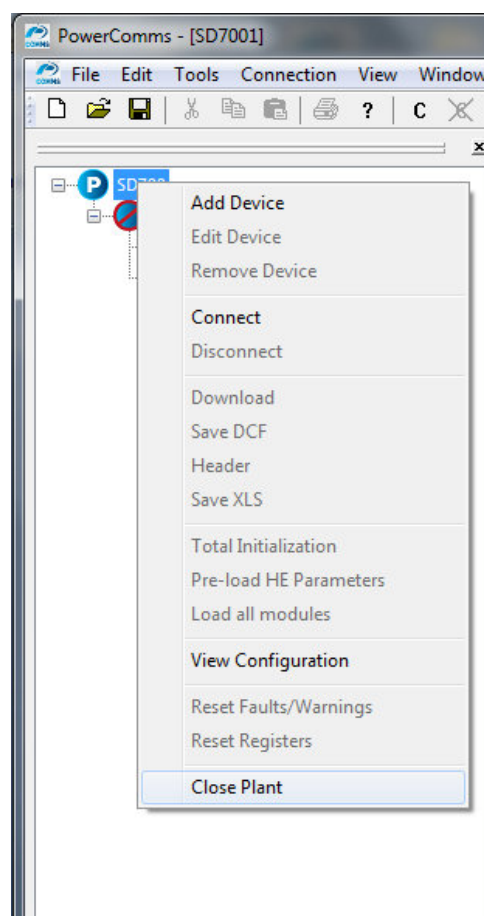 PowerComms - [SD7001]
File Edit Tools Connection View Window
? C
SD700
Add Device
Edit Device
Remove Device
Connect
Disconnect
Download
Save DCF
Header
Save XLS
Total Initialization
Pre-load HE Parameters
Load all modules
View Configuration
Reset Faults/Warnings
Reset Registers
Close Plant